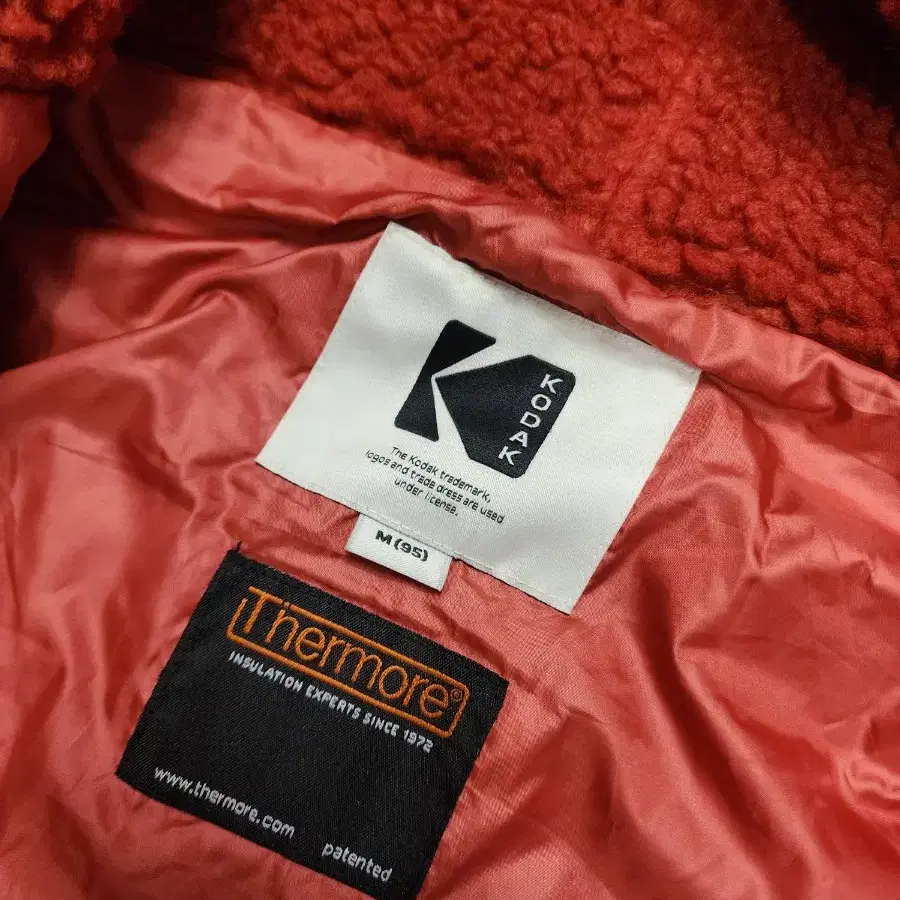 KODAK
The Kodak trademark,
logos and trade dress are used
under license.
M(95)
Thermore®
INSULATION EXPERTS SINCE 1972
www.thermore.com
patented